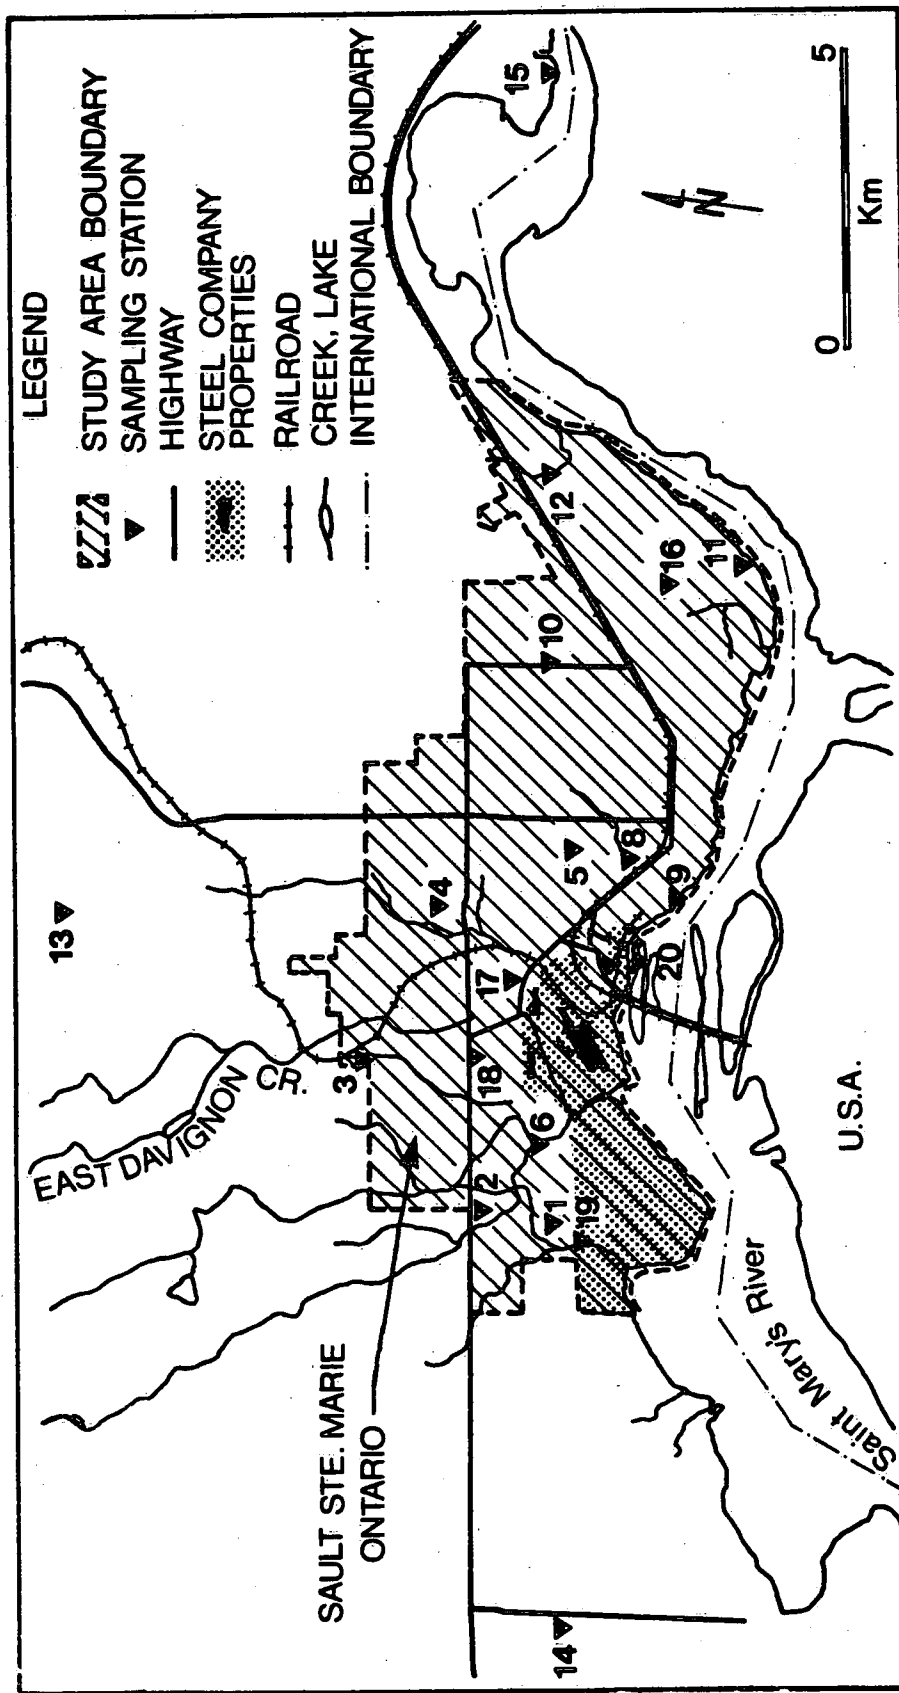 LEGEND
STUDY AREA BOUNDARY
SAMPLING STATION
HIGHWAY
STEEL COMPANY
PROPERTIES
RAILROAD
CREEK, LAKE
INTERNATIONAL BOUNDARY
13
EAST DAVIGNON CR.
3
4
SAULT STE. MARIE
ONTARIO
2
18
17
6
1
19
5
8
10
12
15
14
20
9
16
11
N
U.S.A.
Saint Mary's River
0
5
Km